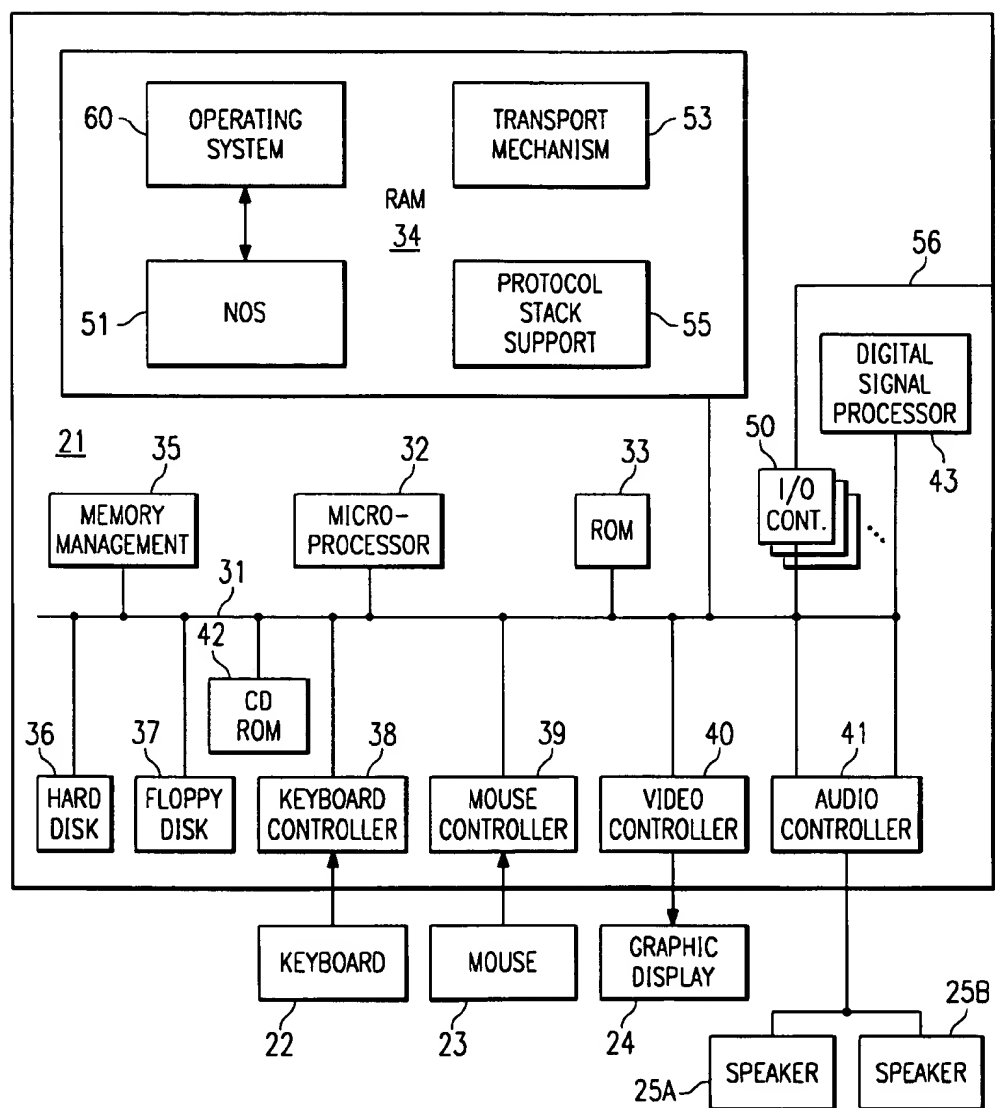 60
OPERATING
SYSTEM
TRANSPORT
MECHANISM
53
RAM
34
51
NOS
PROTOCOL
STACK
SUPPORT
55
56
DIGITAL
SIGNAL
PROCESSOR
43
50
I/O
CONT.
21
35
MEMORY
MANAGEMENT
32
MICRO-
PROCESSOR
33
ROM
31
42
CD
ROM
36
HARD
DISK
37
FLOPPY
DISK
38
KEYBOARD
CONTROLLER
39
MOUSE
CONTROLLER
40
VIDEO
CONTROLLER
41
AUDIO
CONTROLLER
KEYBOARD
22
MOUSE
23
GRAPHIC
DISPLAY
24
25A
SPEAKER
25B
SPEAKER